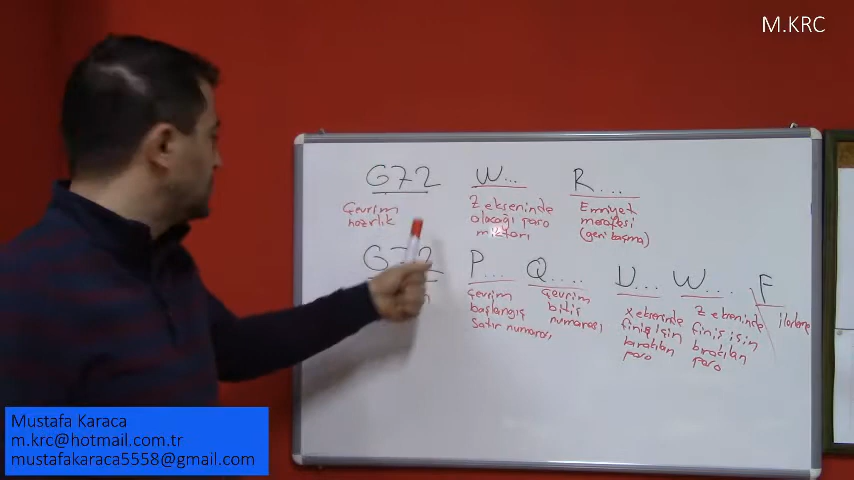 M.KRC
G72 W... R...
Çevrim
hazırlık
Z ekseninde
olacağı paso
miktarı
Emniyet
mesafesi
(geri kaçma)
G72 P... Q.... U... W... F
çevrim
başlangıç
satır numarası
çevrim
bitiş
numarası
x ekseninde
finiş için
bırakılan
paso
Z ekseninde
finiş için
bırakılan
paso
ilerleme
Mustafa Karaca
m.krc@hotmail.com.tr
mustafakaraca5558@gmail.com